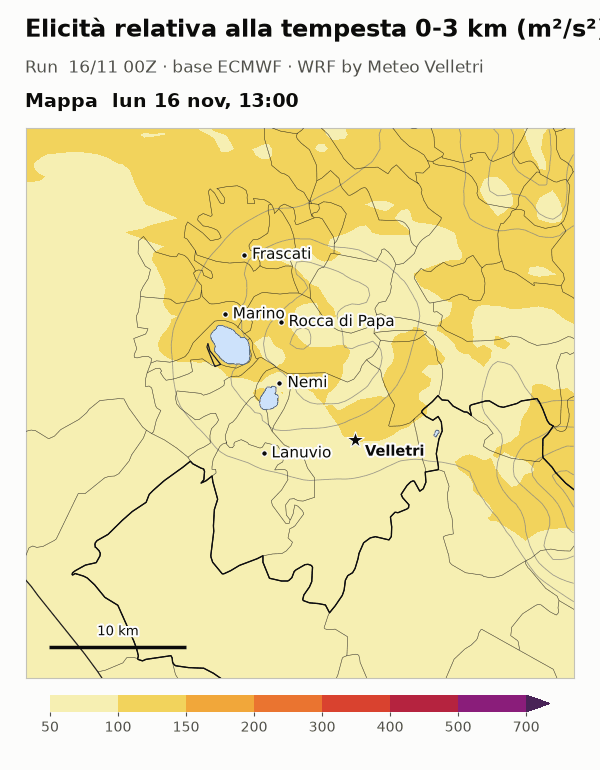 Elicità relativa alla tempesta 0-3 km (m²/s²)
Run  16/11 00Z · base ECMWF · WRF by Meteo Velletri
Mappa  lun 16 nov, 13:00
Frascati
Marino
Rocca di Papa
Nemi
Velletri
Lanuvio
10 km
50 100 150 200 300 400 500 700